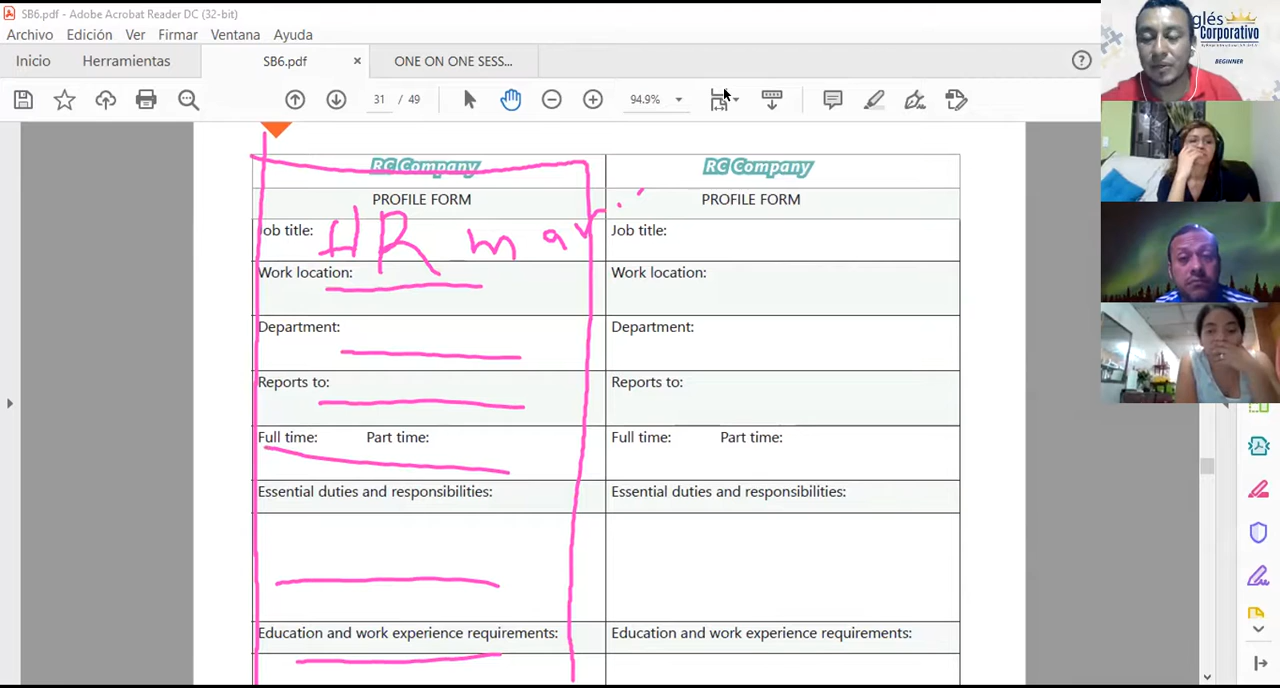 SB6.pdf - Adobe Acrobat Reader DC (32-bit)
Archivo Edición Ver Firmar Ventana Ayuda
Inicio Herramientas SB6.pdf × ONE ON ONE SESS...
31 / 49 94.9%
glés
Corporativo
BEGINNER
RC Company RC Company
PROFILE FORM PROFILE FORM
Job title: HR Job title:
Work location: Work location:
Department: Department:
Reports to: Reports to:
Full time: Part time: Full time: Part time:
Essential duties and responsibilities: Essential duties and responsibilities:
Education and work experience requirements: Education and work experience requirements: